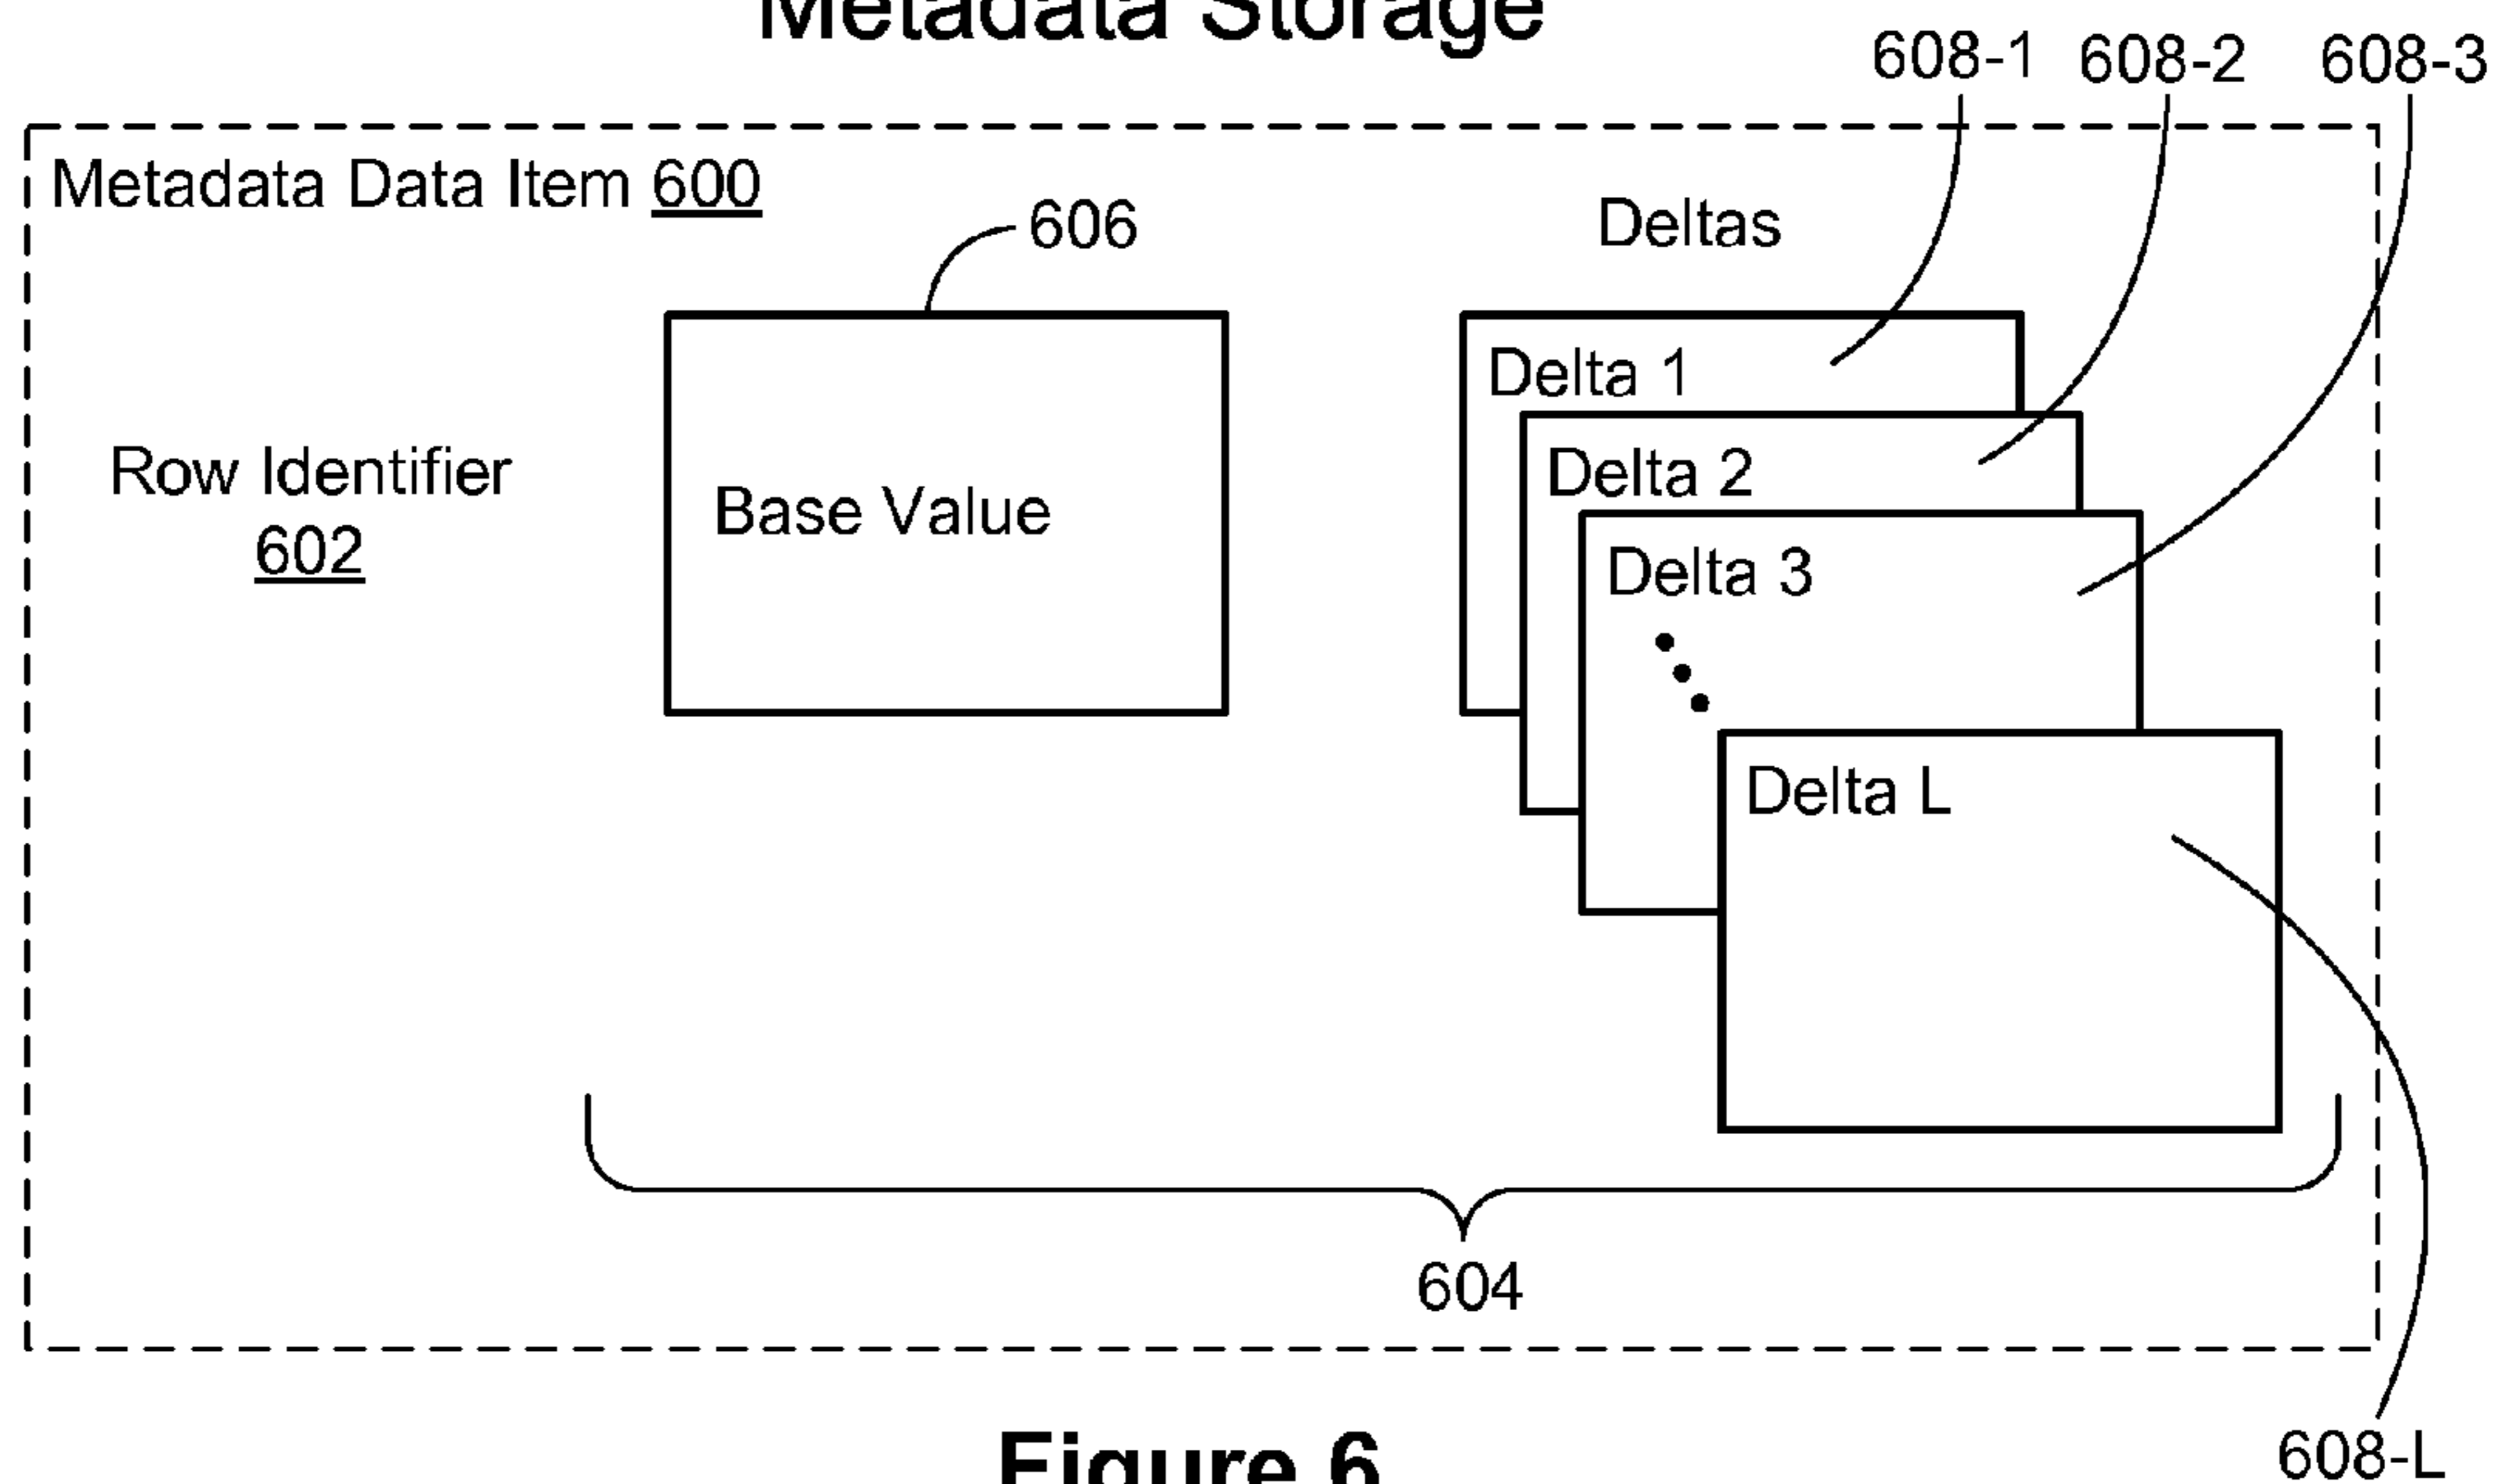 Metadata Storage
608-1 608-2 608-3
Metadata Data Item 600
606
Deltas
Delta 1
Row Identifier
602
Base Value
Delta 2
Delta 3
Delta L
604
Figure 6
608-L